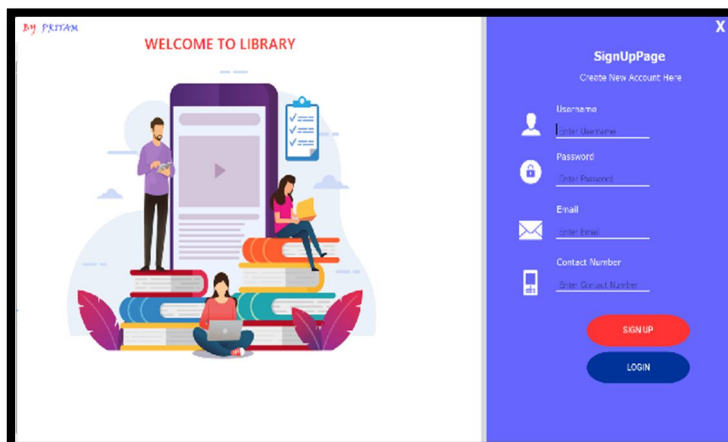 By PRITAM
WELCOME TO LIBRARY
X
SignUpPage
Create New Account Here
Username
Enter Username
Password
Enter Password
Email
Enter Email
Contact Number
Enter Contact Number
SIGN UP
LOGIN